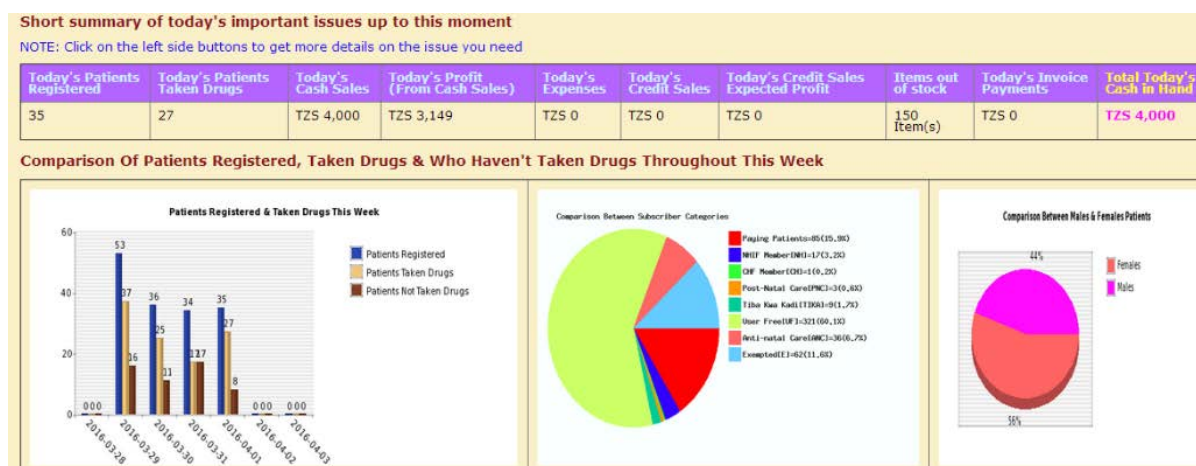 Short summary of today's important issues up to this moment
NOTE: Click on the left side buttons to get more details on the issue you need
Today's Patients Registered
Today's Patients Taken Drugs
Today's Cash Sales
Today's Profit (From Cash Sales)
Today's Expenses
Today's Credit Sales
Today's Credit Sales Expected Profit
Items out of stock
Today's Invoice Payments
Total Today's Cash in Hand
35
27
TZS 4,000
TZS 3,149
TZS 0
TZS 0
TZS 0
150 Item(s)
TZS 0
TZS 4,000
Comparison Of Patients Registered, Taken Drugs & Who Haven't Taken Drugs Throughout This Week
Patients Registered & Taken Drugs This Week
60
40
20
0
0 0 0
53
37
16
36
25
11
34
17
17
35
27
8
0 0 0
0 0 0
2016-03-28
2016-03-29
2016-03-30
2016-03-31
2016-04-01
2016-04-02
2016-04-03
Patients Registered
Patients Taken Drugs
Patients Not Taken Drugs
Comparison Between Subscriber Categories
Paying Patients=85(15,9%)
NHIF Member(NH)=17(3,2%)
CHF Member(CH)=1(0,2%)
Post-Natal Care(PNC)=3(0,6%)
Tiba Kwa Kadi(TIKA)=9(1,7%)
User Free(UF)=321(60,1%)
Anti-natal Care(ANC)=36(6,7%)
Exempted(E)=62(11,6%)
Comparison Between Males & Females Patients
44%
56%
Females
Males